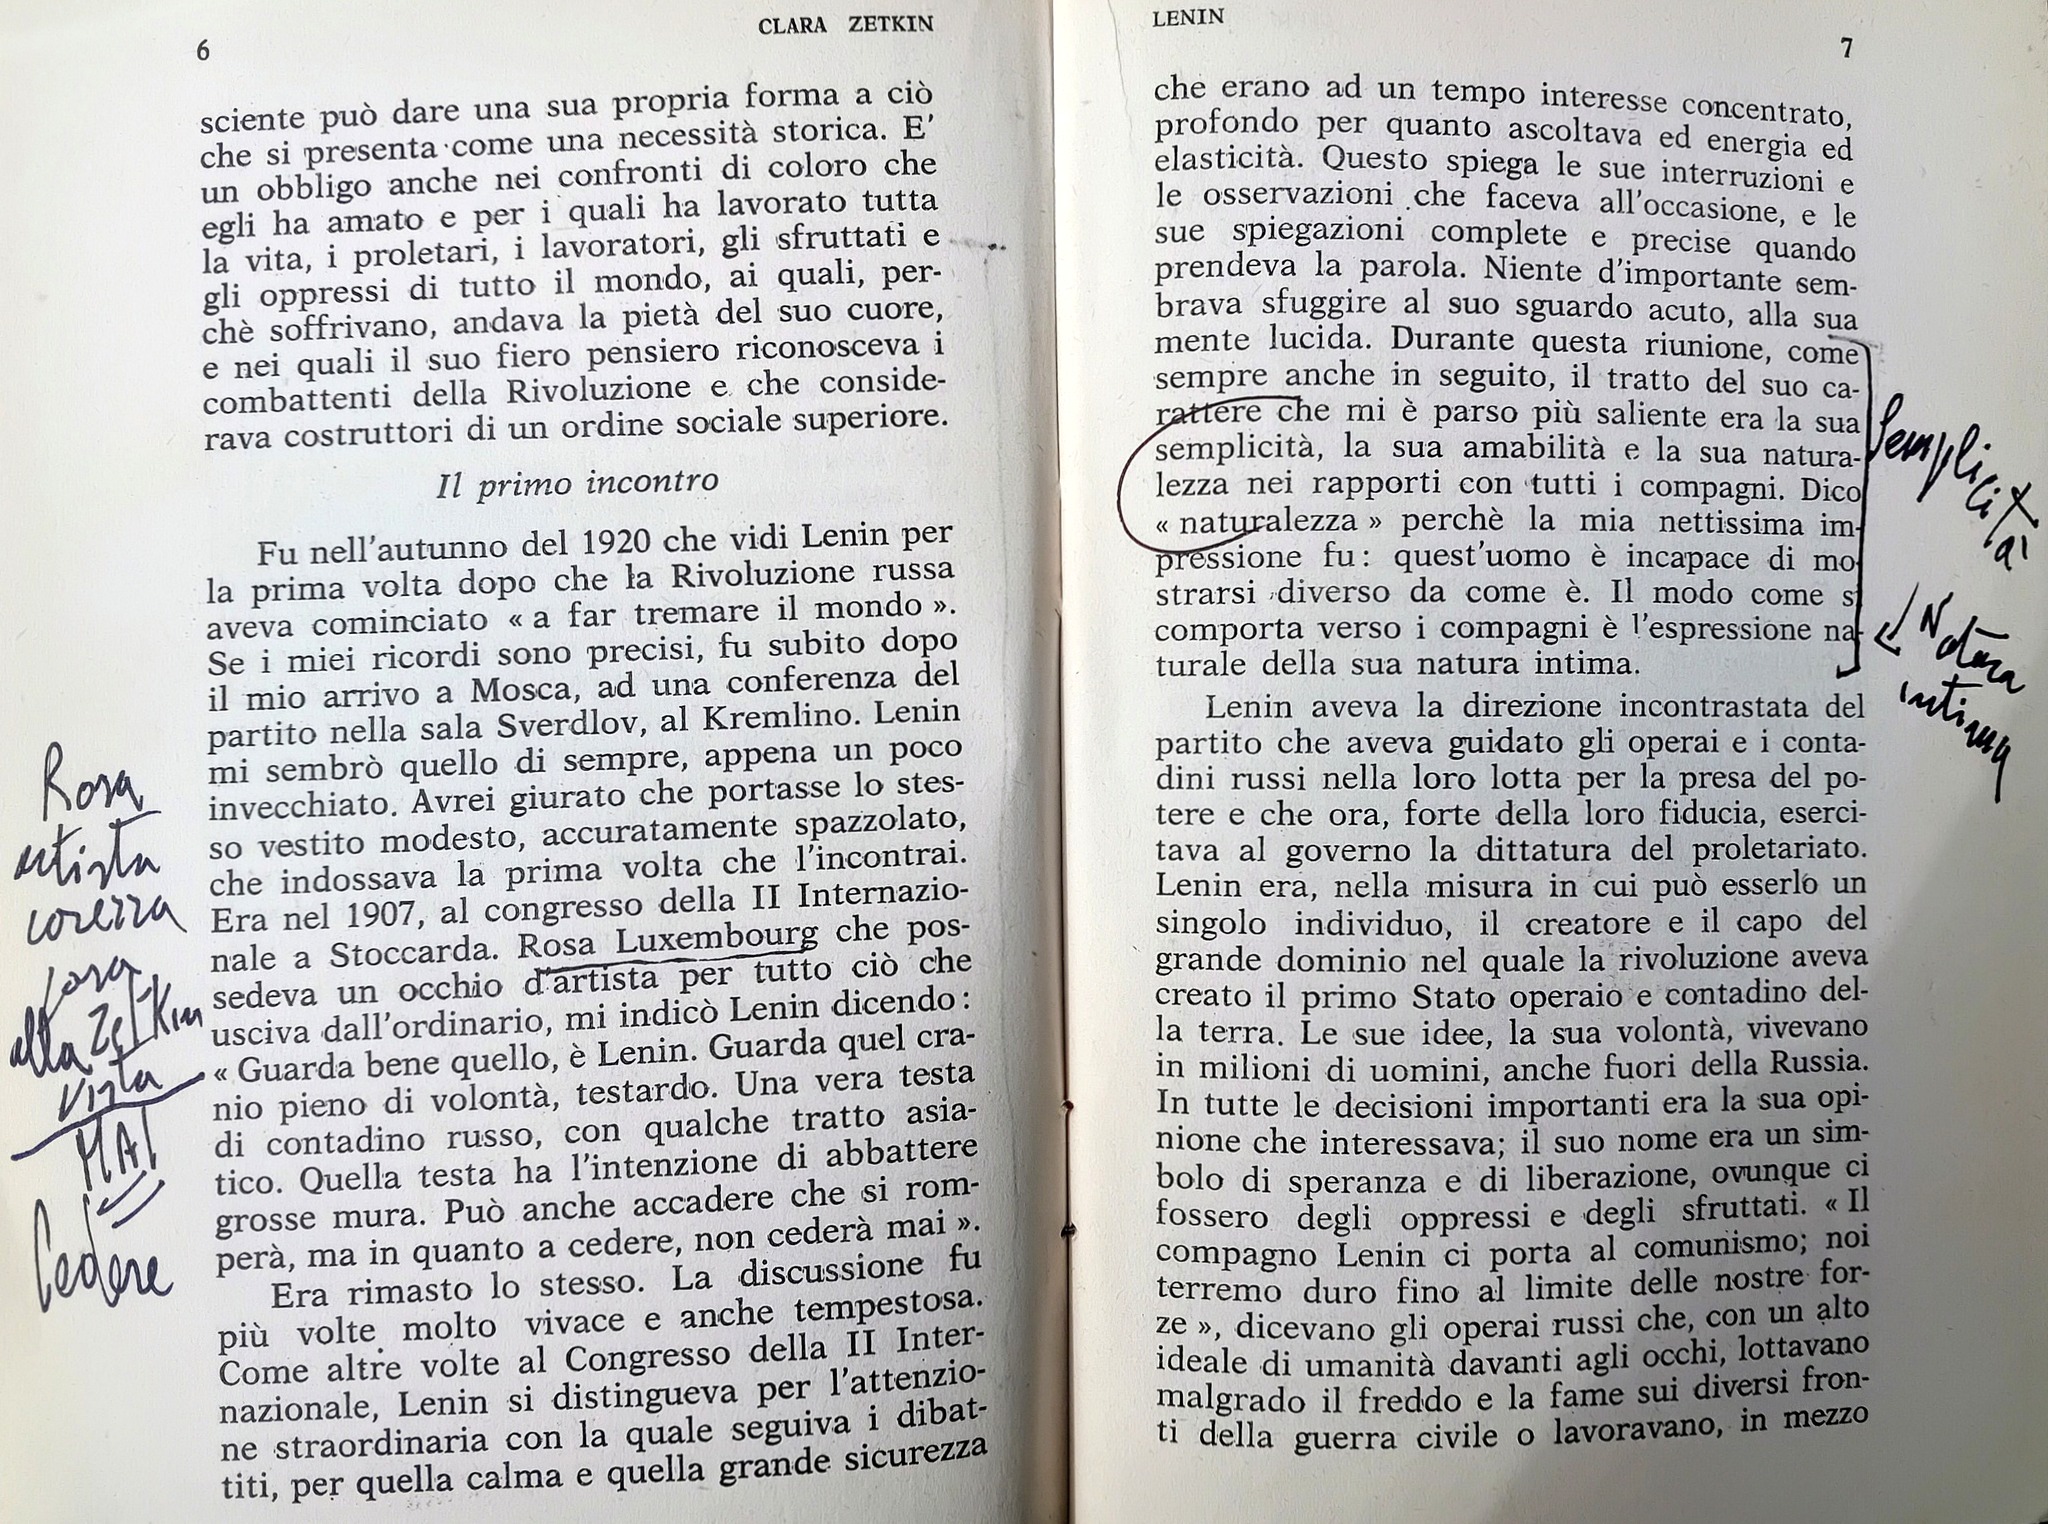 6
CLARA ZETKIN
sciente può dare una sua propria forma a ciò
che si presenta come una necessità storica. E'
un obbligo anche nei confronti di coloro che
egli ha amato e per i quali ha lavorato tutta
la vita, i proletari, i lavoratori, gli sfruttati e
gli oppressi di tutto il mondo, ai quali, per-
chè soffrivano, andava la pietà del suo cuore,
e nei quali il suo fiero pensiero riconosceva i
combattenti della Rivoluzione e che conside-
rava costruttori di un ordine sociale superiore.
Il primo incontro
Fu nell'autunno del 1920 che vidi Lenin per
la prima volta dopo che la Rivoluzione russa
aveva cominciato « a far tremare il mondo ».
Se i miei ricordi sono precisi, fu subito dopo
il mio arrivo a Mosca, ad una conferenza del
partito nella sala Sverdlov, al Kremlino. Lenin
mi sembrò quello di sempre, appena un poco
invecchiato. Avrei giurato che portasse lo stes-
so vestito modesto, accuratamente spazzolato,
che indossava la prima volta che l'incontrai.
Era nel 1907, al congresso della II Internazio-
nale a Stoccarda. Rosa Luxembourg che pos-
sedeva un occhio d'artista per tutto ciò che
usciva dall'ordinario, mi indicò Lenin dicendo:
« Guarda bene quello, è Lenin. Guarda quel cra-
nio pieno di volontà, testardo. Una vera testa
di contadino russo, con qualche tratto asia-
tico. Quella testa ha l'intenzione di abbattere
grosse mura. Può anche accadere che si rom-
perà, ma in quanto a cedere, non cederà mai ».
Era rimasto lo stesso. La discussione fu
più volte molto vivace e anche tempestosa.
Come altre volte al Congresso della II Inter-
nazionale, Lenin si distingueva per l'attenzio-
ne straordinaria con la quale seguiva i dibat-
titi, per quella calma e quella grande sicurezza
Rosa
artista
alla Zetkin
MAI
Cedere
LENIN
7
che erano ad un tempo interesse concentrato,
profondo per quanto ascoltava ed energia ed
elasticità. Questo spiega le sue interruzioni e
le osservazioni che faceva all'occasione, e le
sue spiegazioni complete e precise quando
prendeva la parola. Niente d'importante sem-
brava sfuggire al suo sguardo acuto, alla sua
mente lucida. Durante questa riunione, come
sempre anche in seguito, il tratto del suo ca-
rattere che mi è parso più saliente era la sua
semplicità, la sua amabilità e la sua natura-
lezza nei rapporti con tutti i compagni. Dico
« naturalezza » perchè la mia nettissima im-
pressione fu: quest'uomo è incapace di mo-
strarsi diverso da come è. Il modo come si
comporta verso i compagni è l'espressione na-
turale della sua natura intima.
Lenin aveva la direzione incontrastata del
partito che aveva guidato gli operai e i conta-
dini russi nella loro lotta per la presa del po-
tere e che ora, forte della loro fiducia, eserci-
tava al governo la dittatura del proletariato.
Lenin era, nella misura in cui può esserlo un
singolo individuo, il creatore e il capo del
grande dominio nel quale la rivoluzione aveva
creato il primo Stato operaio e contadino del-
la terra. Le sue idee, la sua volontà, vivevano
in milioni di uomini, anche fuori della Russia.
In tutte le decisioni importanti era la sua opi-
nione che interessava; il suo nome era un sim-
bolo di speranza e di liberazione, ovunque ci
fossero degli oppressi e degli sfruttati. « Il
compagno Lenin ci porta al comunismo; noi
terremo duro fino al limite delle nostre for-
ze », dicevano gli operai russi che, con un alto
ideale di umanità davanti agli occhi, lottavano
malgrado il freddo e la fame sui diversi fron-
ti della guerra civile o lavoravano, in mezzo
Semplicità
Natura
intima